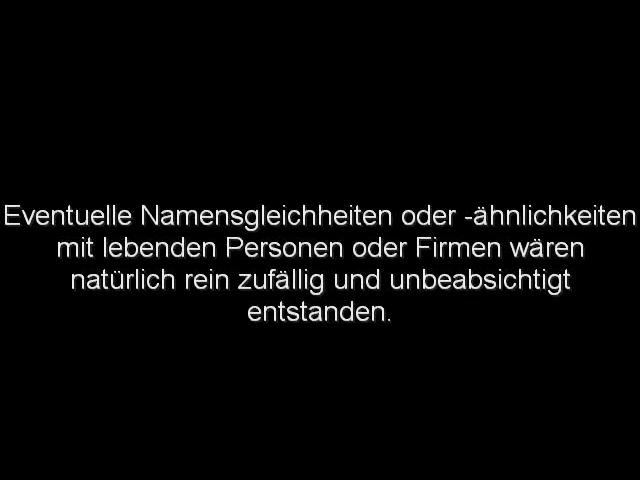 Eventuelle Namensgleichheiten oder -ähnlichkeiten
mit lebenden Personen oder Firmen wären
natürlich rein zufällig und unbeabsichtigt
entstanden.